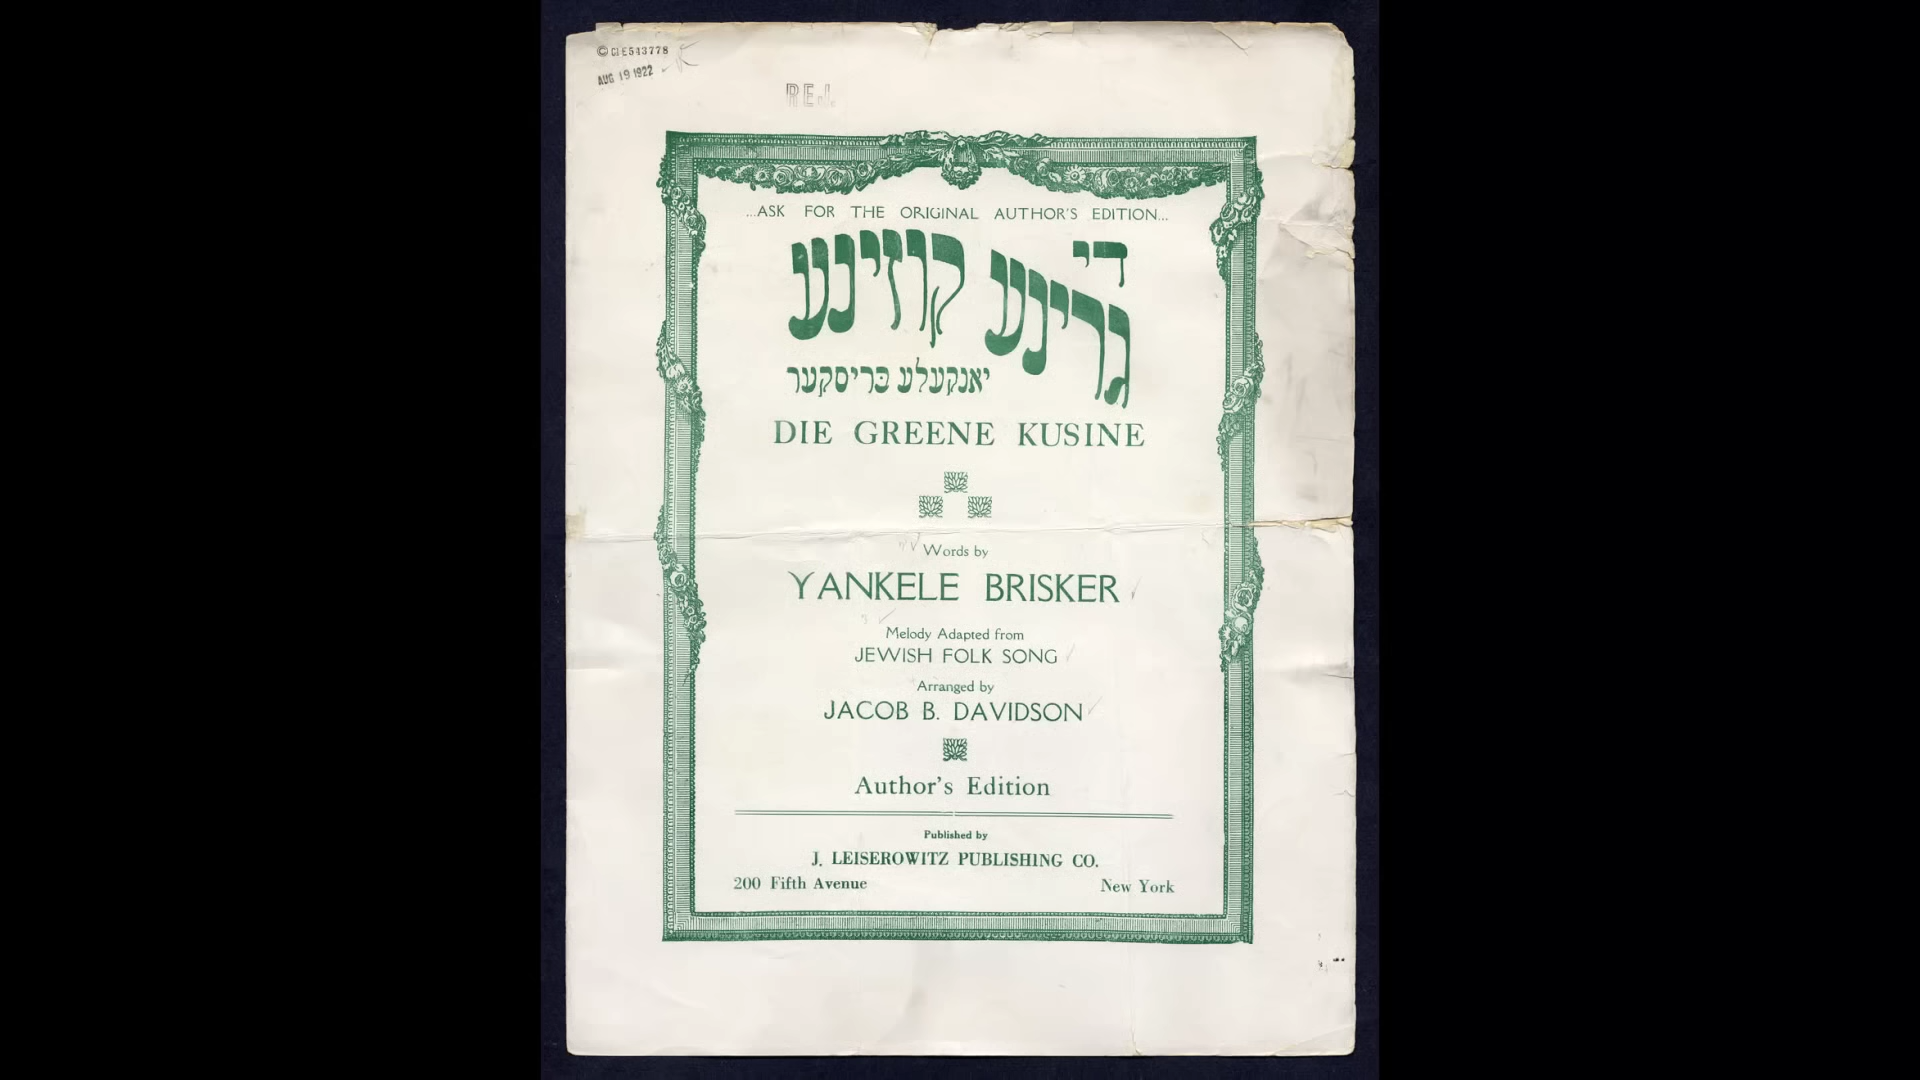 © CLE543778
AUG 19 1922
REJ.
...ASK FOR THE ORIGINAL AUTHOR'S EDITION...
די
גרינע קוזינע
יאנקעלע בריסקער
DIE GREENE KUSINE
Words by
YANKELE BRISKER
Melody Adapted from
JEWISH FOLK SONG
Arranged by
JACOB B. DAVIDSON
Author's Edition
Published by
J. LEISEROWITZ PUBLISHING CO.
200 Fifth Avenue New York